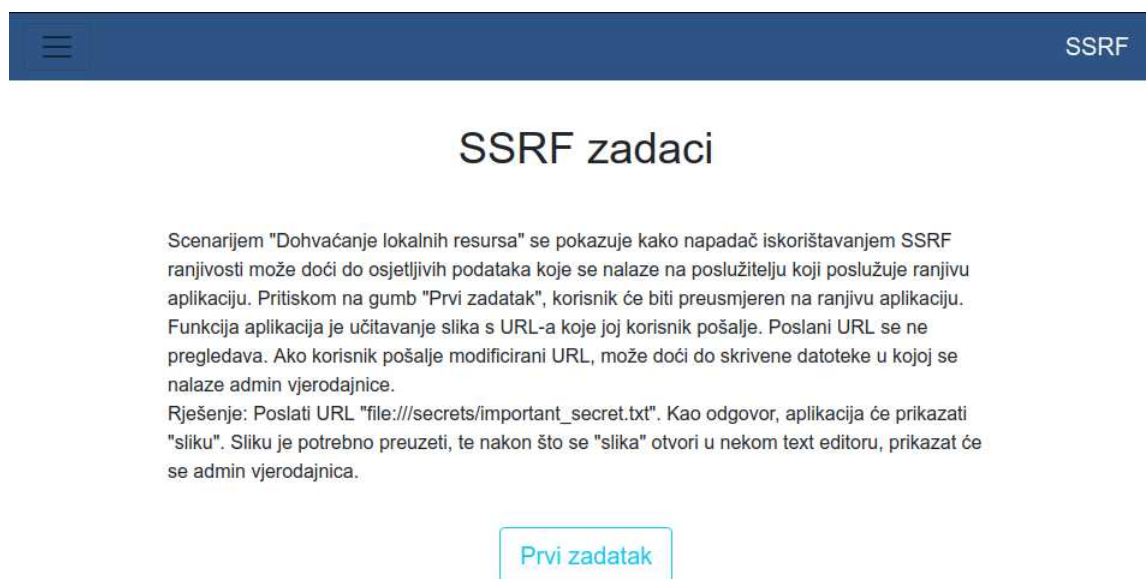 SSRF
SSRF zadaci
Scenarijem "Dohvaćanje lokalnih resursa" se pokazuje kako napadač iskorištavanjem SSRF
ranjivosti može doći do osjetljivih podataka koje se nalaze na poslužitelju koji poslužuje ranjivu
aplikaciju. Pritiskom na gumb "Prvi zadatak", korisnik će biti preusmjeren na ranjivu aplikaciju.
Funkcija aplikacija je učitavanje slika s URL-a koje joj korisnik pošalje. Poslani URL se ne
pregledava. Ako korisnik pošalje modificirani URL, može doći do skrivene datoteke u kojoj se
nalaze admin vjerodajnice.
Rješenje: Poslati URL "file:///secrets/important_secret.txt". Kao odgovor, aplikacija će prikazati
"sliku". Sliku je potrebno preuzeti, te nakon što se "slika" otvori u nekom text editoru, prikazat će
se admin vjerodajnica.
Prvi zadatak